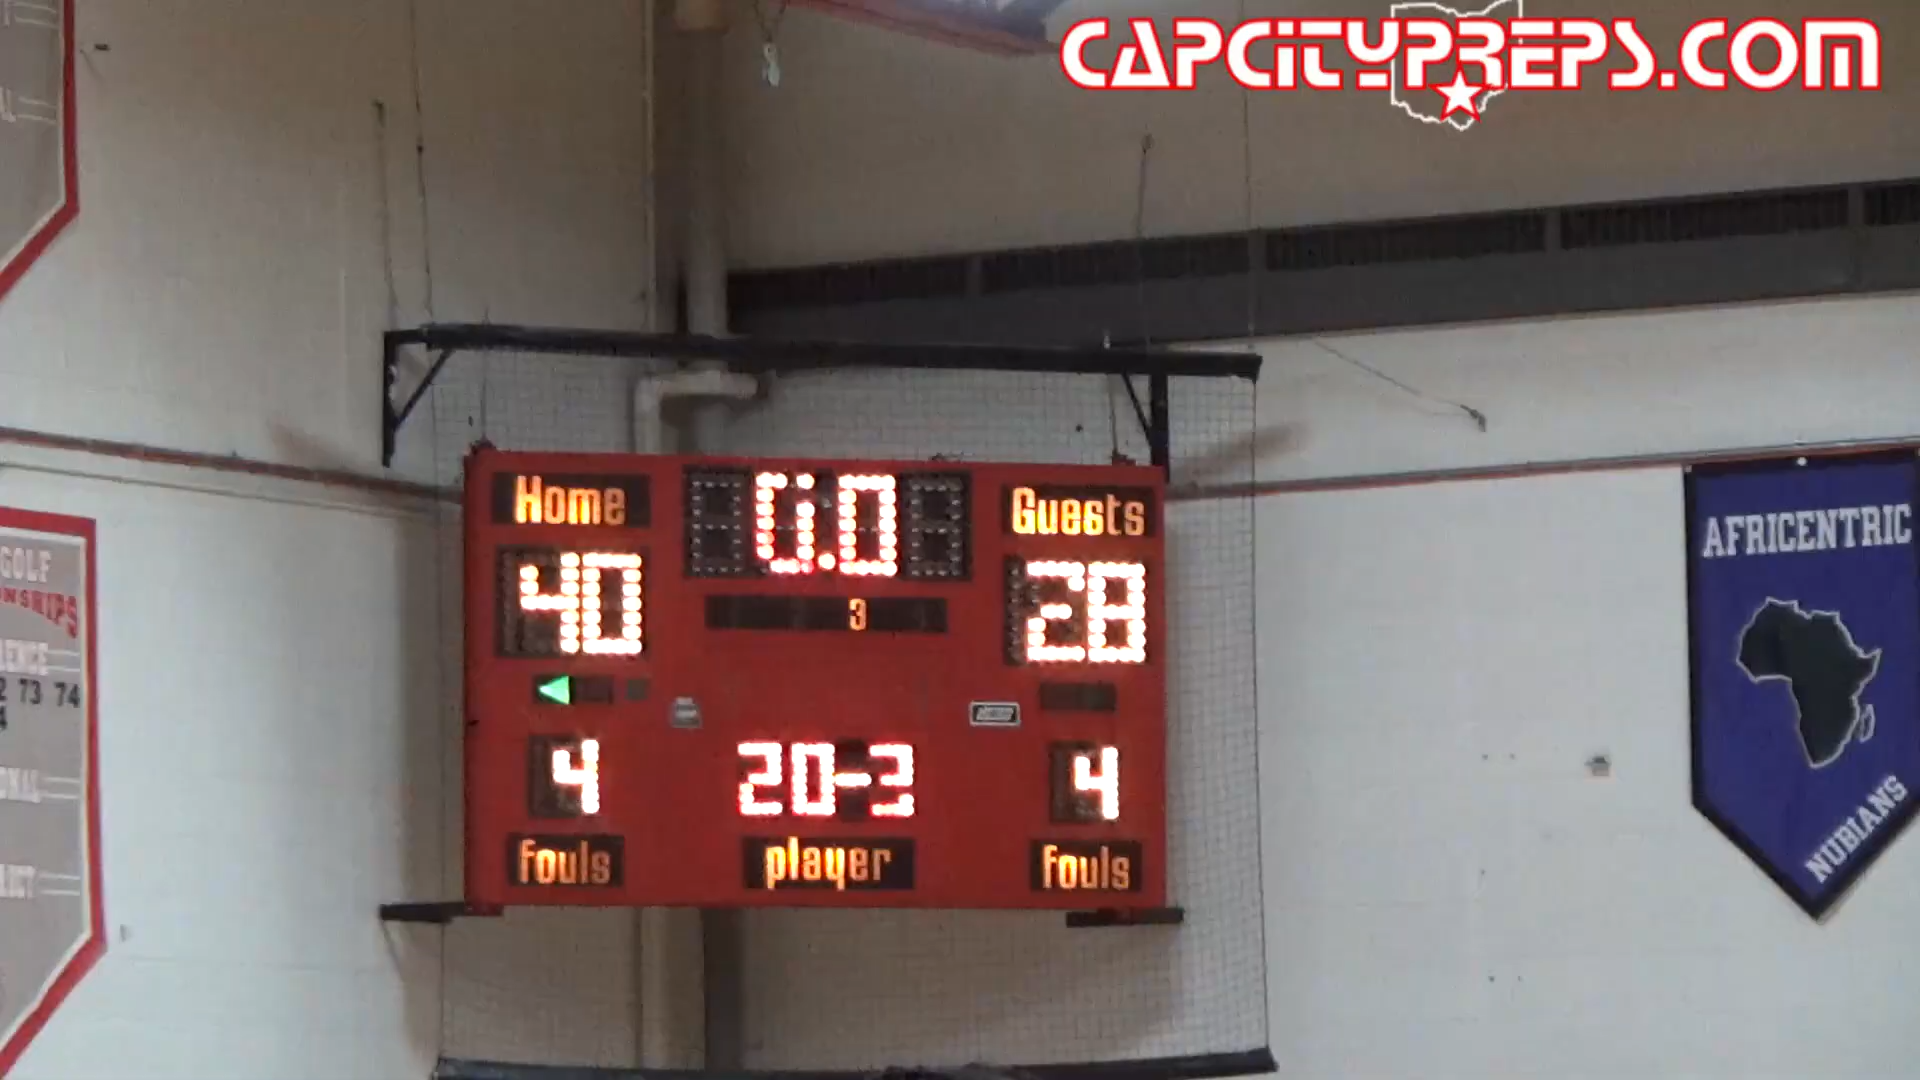 CAPCITYPREPS.COM
Home
0.0
Guests
40
3
28
4
20-3
4
fouls
player
fouls
AFRICENTRIC
NUBIANS
GOLF
73 74